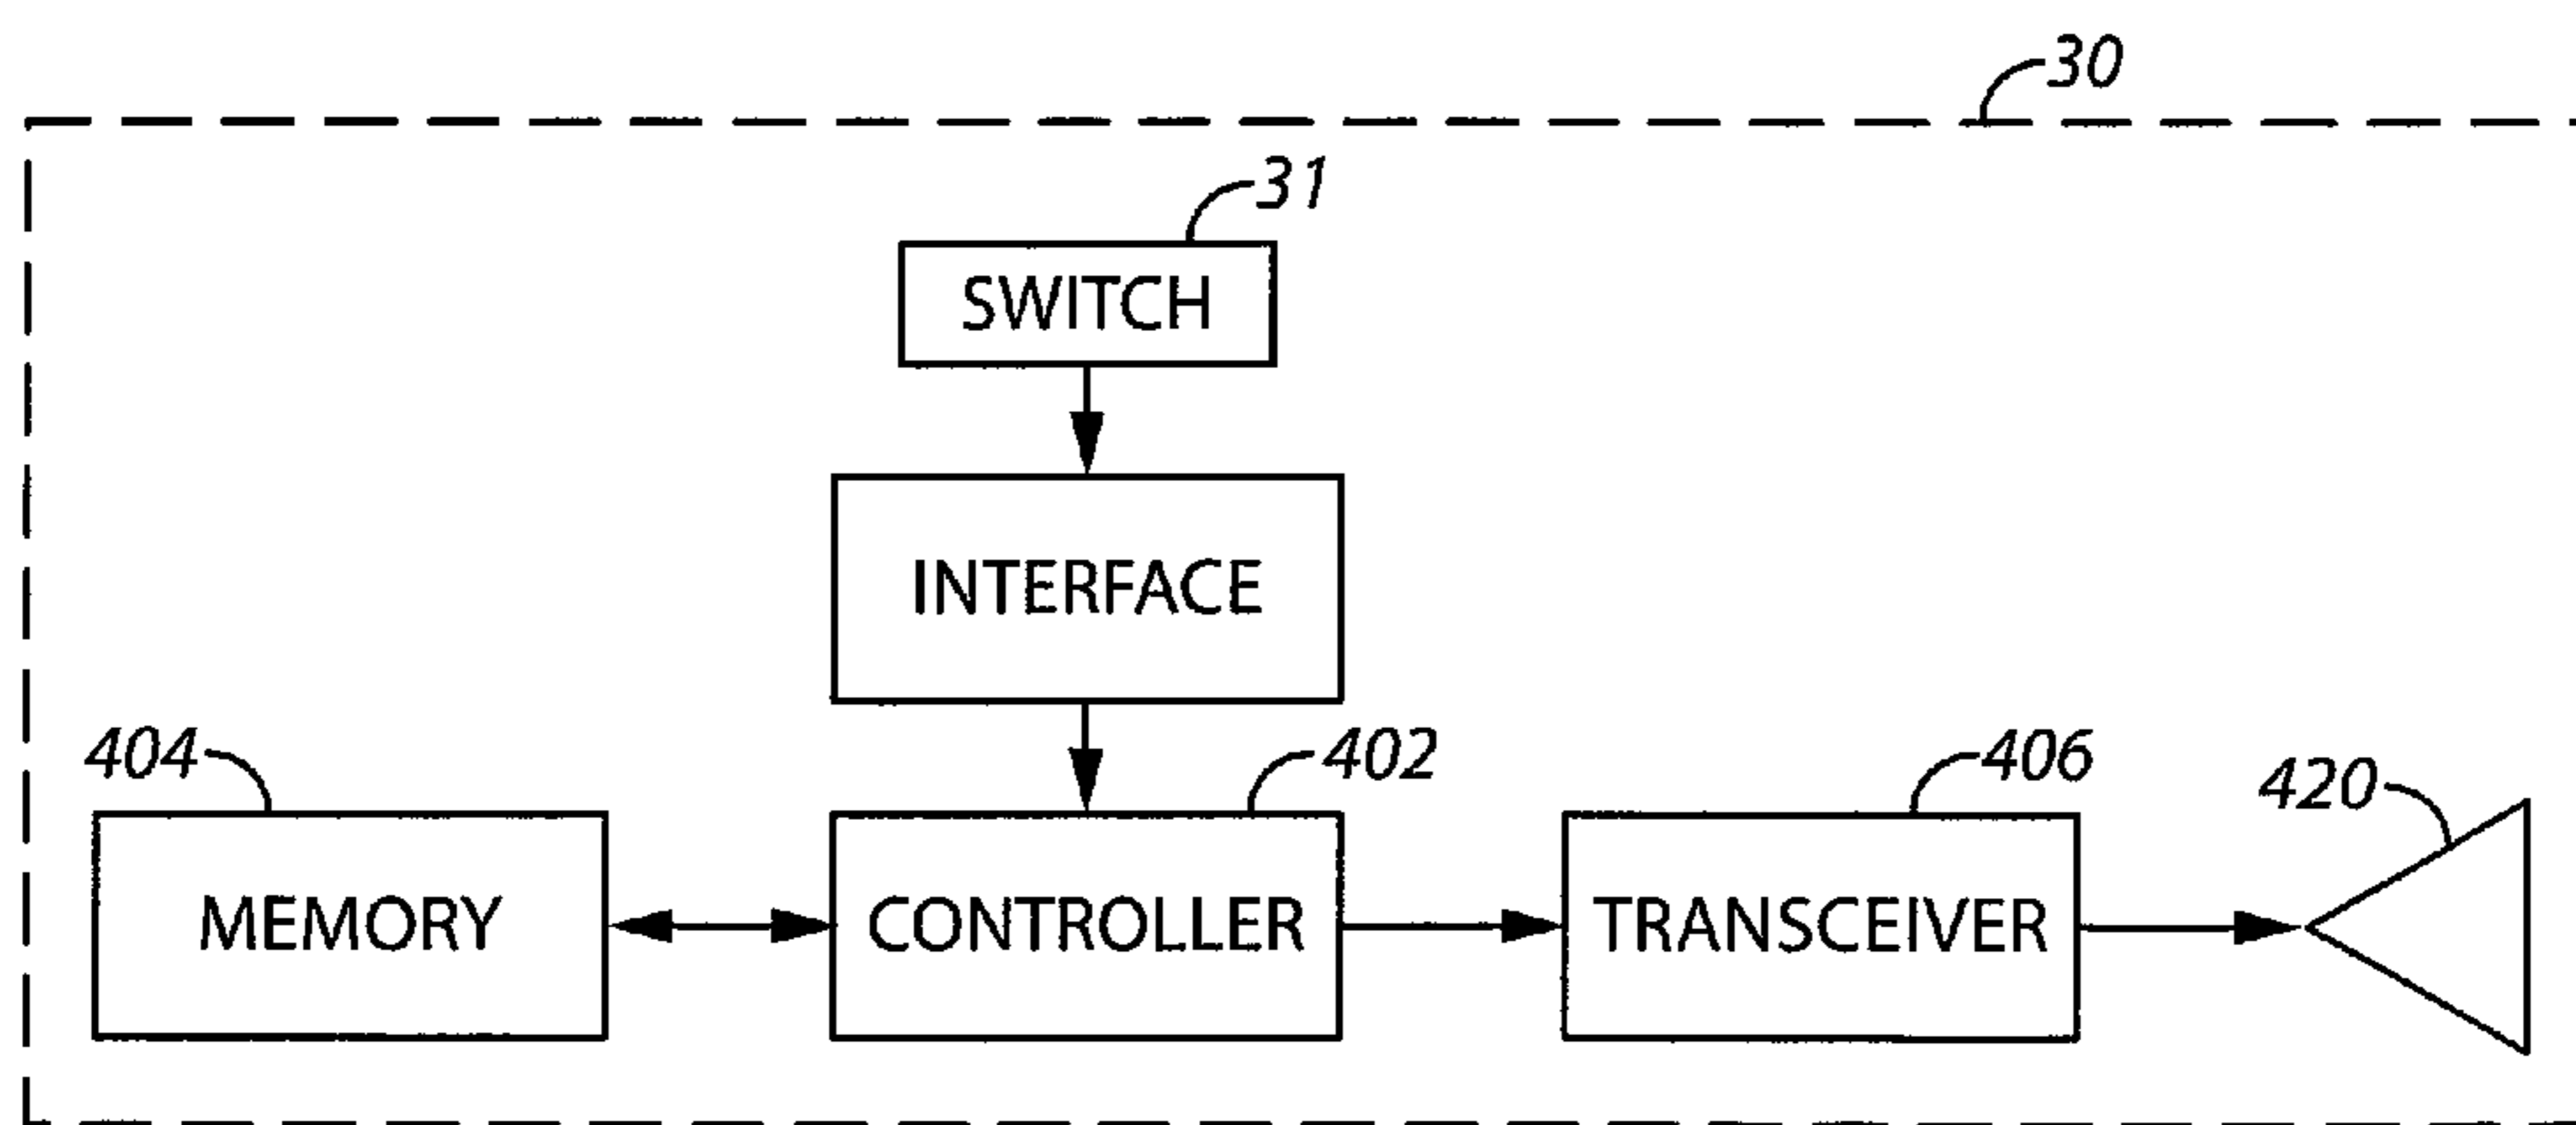 30
31
SWITCH
INTERFACE
404
402
406
420
MEMORY
CONTROLLER
TRANSCEIVER